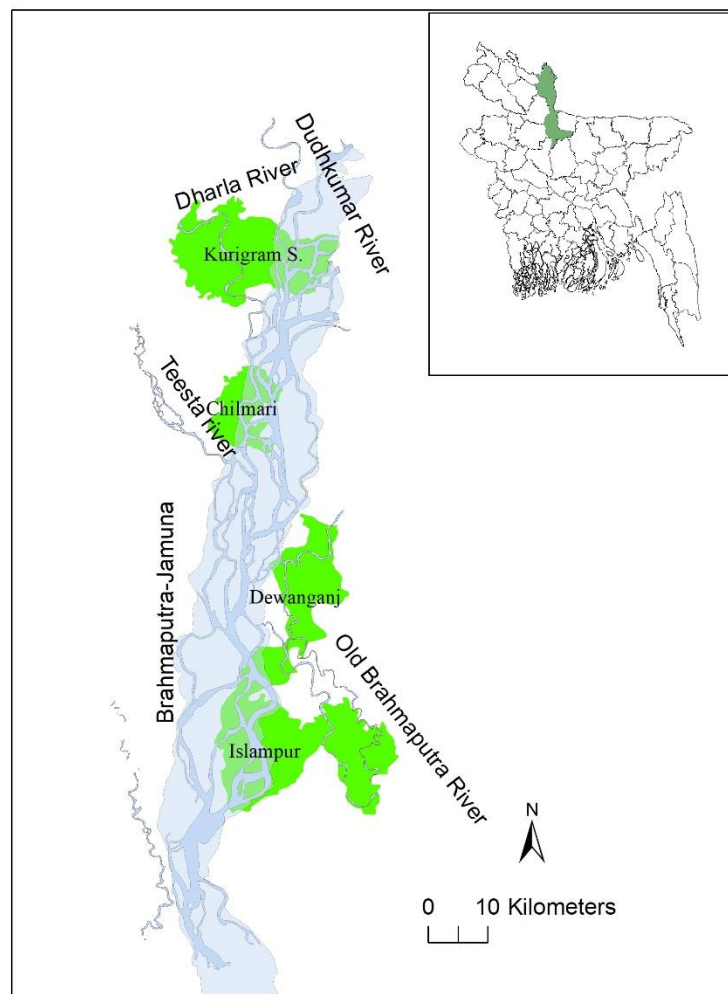 Dudhkumar River
Dharla River
Kurigram S.
Teesta river
Chilmari
Brahmaputra-Jamuna
Dewanganj
Old Brahmaputra River
Islampur
N
0 10 Kilometers